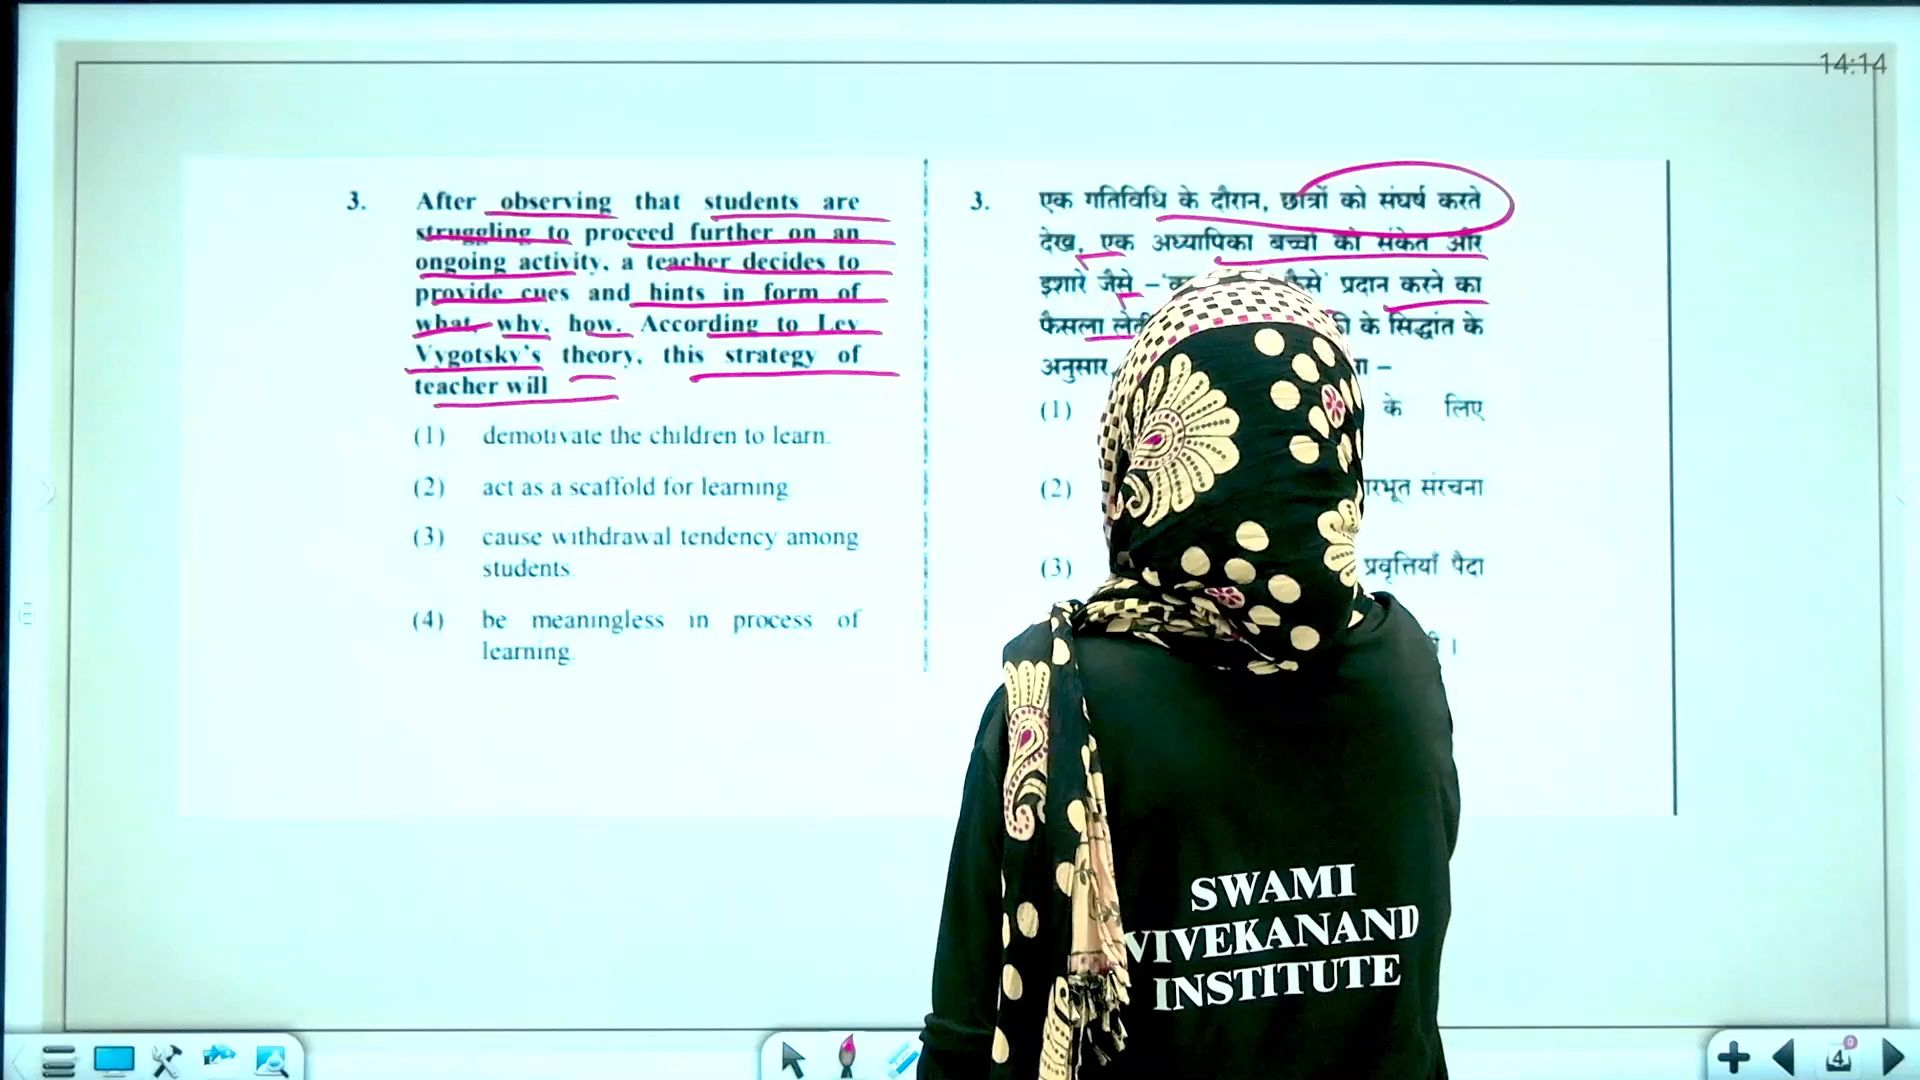 14:14
3. After observing that students are
struggling to proceed further on an
ongoing activity, a teacher decides to
provide cues and hints in form of
what, why, how. According to Lev
Vygotsky's theory, this strategy of
teacher will
(1) demotivate the children to learn.
(2) act as a scaffold for learning
(3) cause withdrawal tendency among
students.
(4) be meaningless in process of
learning.
3. एक गतिविधि के दौरान, छात्रों को संघर्ष करते
देख, एक अध्यापिका बच्चों को संकेत और
इशारे जैसे – प्रदान करने का
फैसला के सिद्धांत के
अनुसार, –
(1) के लिए
(2) संरचना
(3) प्रवृत्तियाँ पैदा
SWAMI
VIVEKANAND
INSTITUTE
4
0